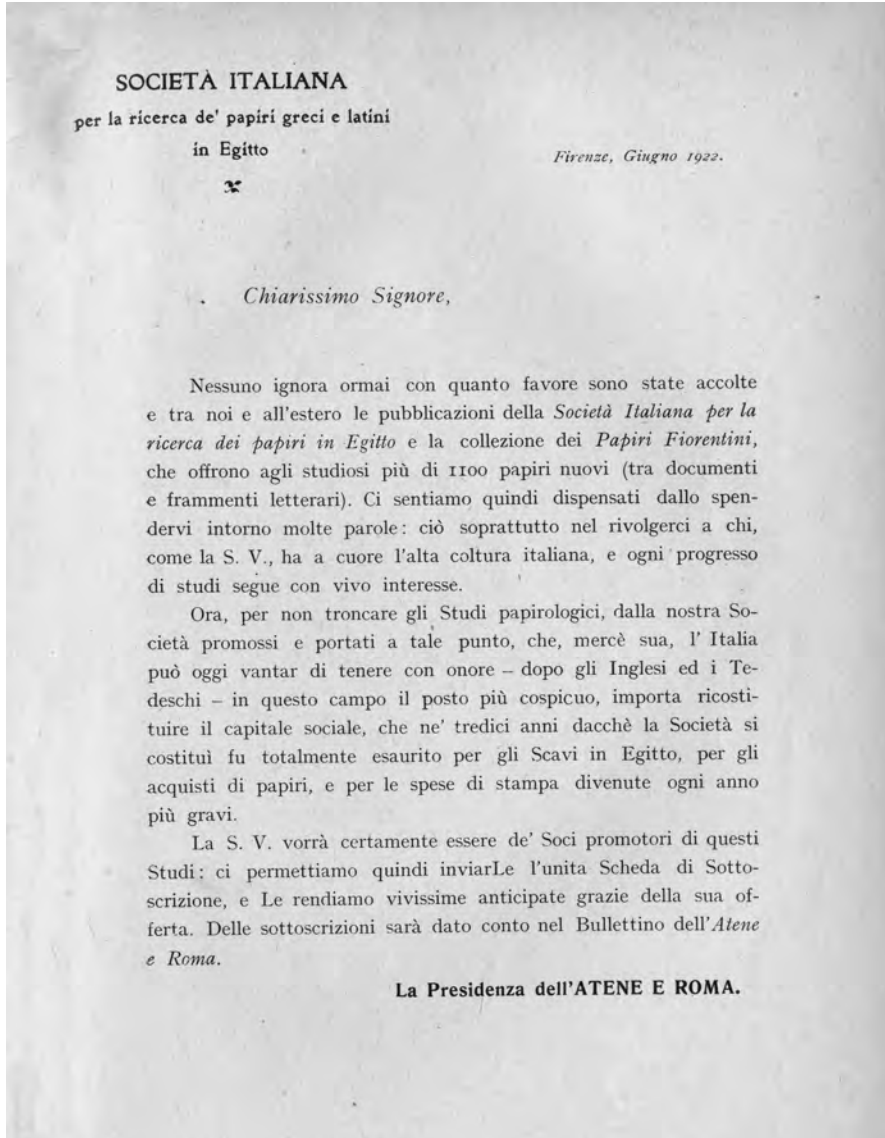 SOCIETÀ ITALIANA
per la ricerca de' papiri greci e latini
in Egitto
Firenze, Giugno 1922.
Chiarissimo Signore,
Nessuno ignora ormai con quanto favore sono state accolte
e tra noi e all'estero le pubblicazioni della Società Italiana per la
ricerca dei papiri in Egitto e la collezione dei Papiri Fiorentini,
che offrono agli studiosi più di 1100 papiri nuovi (tra documenti
e frammenti letterari). Ci sentiamo quindi dispensati dallo spen-
dervi intorno molte parole: ciò soprattutto nel rivolgerci a chi,
come la S. V., ha a cuore l'alta coltura italiana, e ogni progresso
di studi segue con vivo interesse.
Ora, per non troncare gli Studi papirologici, dalla nostra So-
cietà promossi e portati a tale punto, che, mercè sua, l' Italia
può oggi vantar di tenere con onore – dopo gli Inglesi ed i Te-
deschi – in questo campo il posto più cospicuo, importa ricosti-
tuire il capitale sociale, che ne' tredici anni dacchè la Società si
costituì fu totalmente esaurito per gli Scavi in Egitto, per gli
acquisti di papiri, e per le spese di stampa divenute ogni anno
più gravi.
La S. V. vorrà certamente essere de' Soci promotori di questi
Studi: ci permettiamo quindi inviarLe l'unita Scheda di Sotto-
scrizione, e Le rendiamo vivissime anticipate grazie della sua of-
ferta. Delle sottoscrizioni sarà dato conto nel Bullettino dell'Atene
e Roma.
La Presidenza dell'ATENE E ROMA.